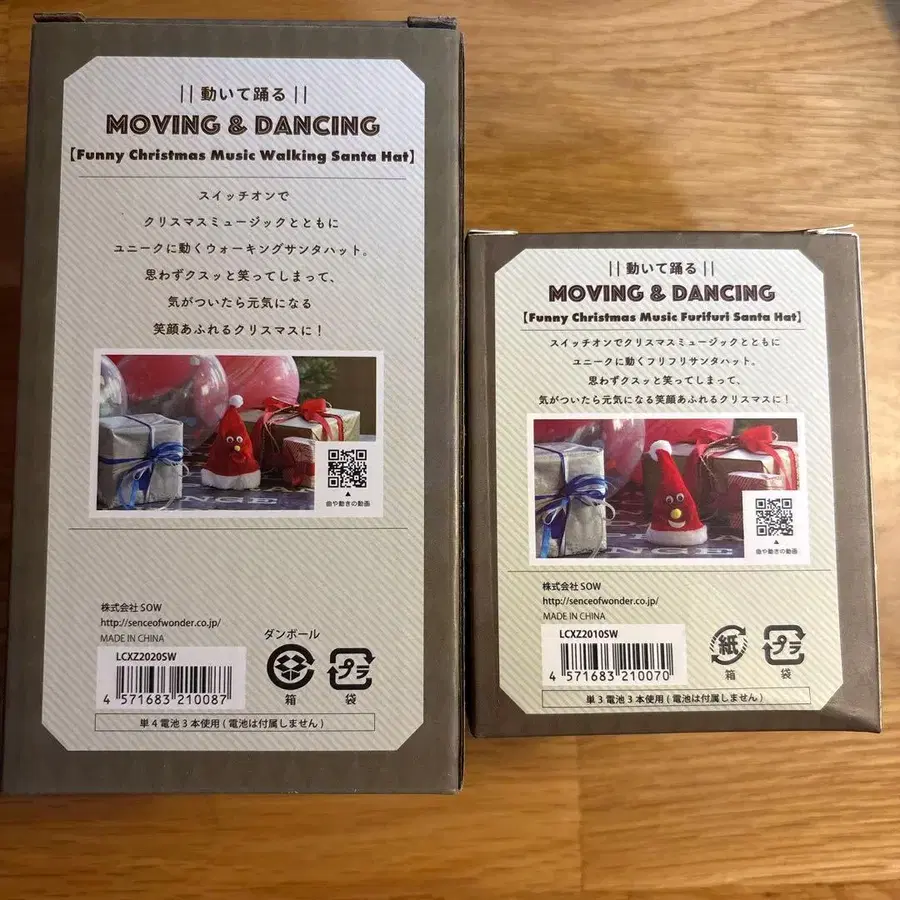 || 動いて踊る ||
MOVING & DANCING
【Funny Christmas Music Walking Santa Hat】
スイッチオンで
クリスマスミュージックとともに
ユニークに動くウォーキングサンタハット。
思わずクスッと笑ってしまって、
気がついたら元気になる
笑顔あふれるクリスマスに！
曲や動きの動画
株式会社 SOW
http://senceofwonder.co.jp/
MADE IN CHINA
LCXZ2020SW
4 571683 210087
ダンボール
箱
プラ
袋
単4電池3本使用 (電池は付属しません)
|| 動いて踊る ||
MOVING & DANCING
【Funny Christmas Music Furifuri Santa Hat】
スイッチオンでクリスマスミュージックとともに
ユニークに動くフリフリサンタハット。
思わずクスッと笑ってしまって、
気がついたら元気になる笑顔あふれるクリスマスに！
曲や動きの動画
株式会社 SOW
http://senceofwonder.co.jp/
MADE IN CHINA
LCXZ2010SW
4 571683 210070
紙
箱
プラ
袋
単3電池3本使用 (電池は付属しません)